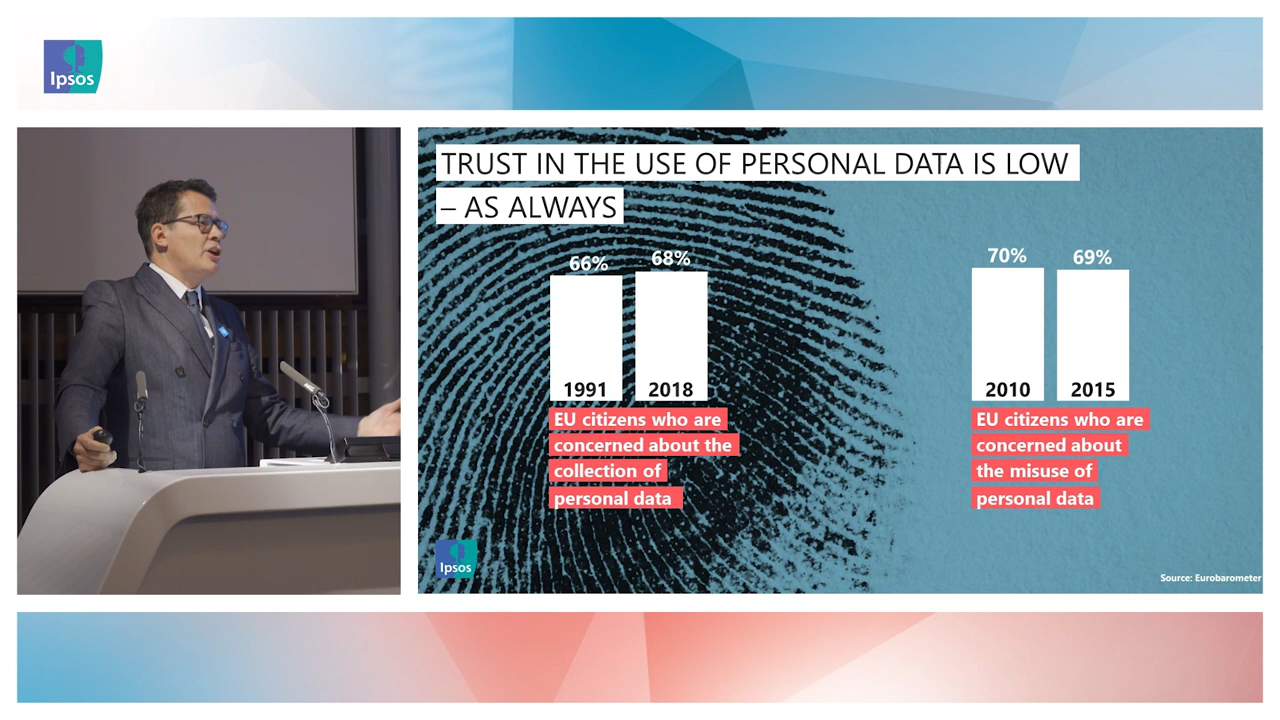 Ipsos
TRUST IN THE USE OF PERSONAL DATA IS LOW
– AS ALWAYS
66%
68%
1991
2018
EU citizens who are
concerned about the
collection of
personal data
70%
69%
2010
2015
EU citizens who are
concerned about
the misuse of
personal data
Ipsos
Source: Eurobarometer